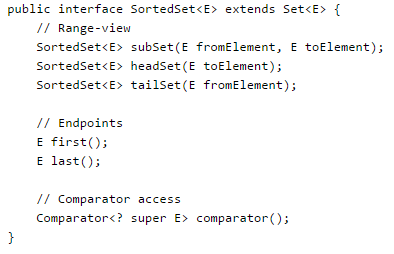 public interface SortedSet<E> extends Set<E> {
    // Range-view
    SortedSet<E> subSet(E fromElement, E toElement);
    SortedSet<E> headSet(E toElement);
    SortedSet<E> tailSet(E fromElement);

    // Endpoints
    E first();
    E last();

    // Comparator access
    Comparator<? super E> comparator();
}